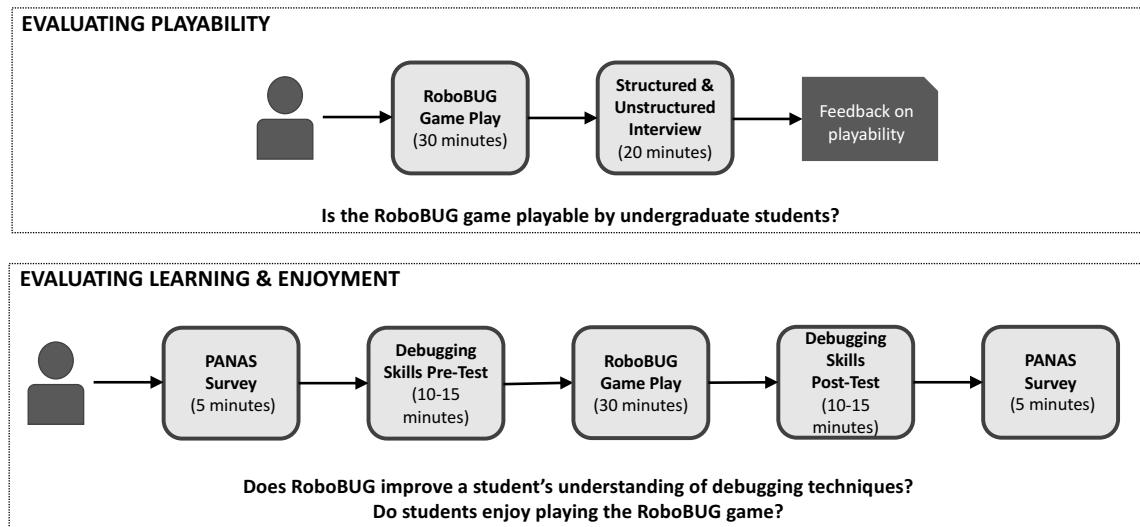 EVALUATING PLAYABILITY
RoboBUG
Game Play
(30 minutes)
Structured &
Unstructured
Interview
(20 minutes)
Feedback on
playability
Is the RoboBUG game playable by undergraduate students?
EVALUATING LEARNING & ENJOYMENT
PANAS
Survey
(5 minutes)
Debugging
Skills Pre-Test
(10-15
minutes)
RoboBUG
Game Play
(30 minutes)
Debugging
Skills
Post-Test
(10-15
minutes)
PANAS
Survey
(5 minutes)
Does RoboBUG improve a student’s understanding of debugging techniques?
Do students enjoy playing the RoboBUG game?